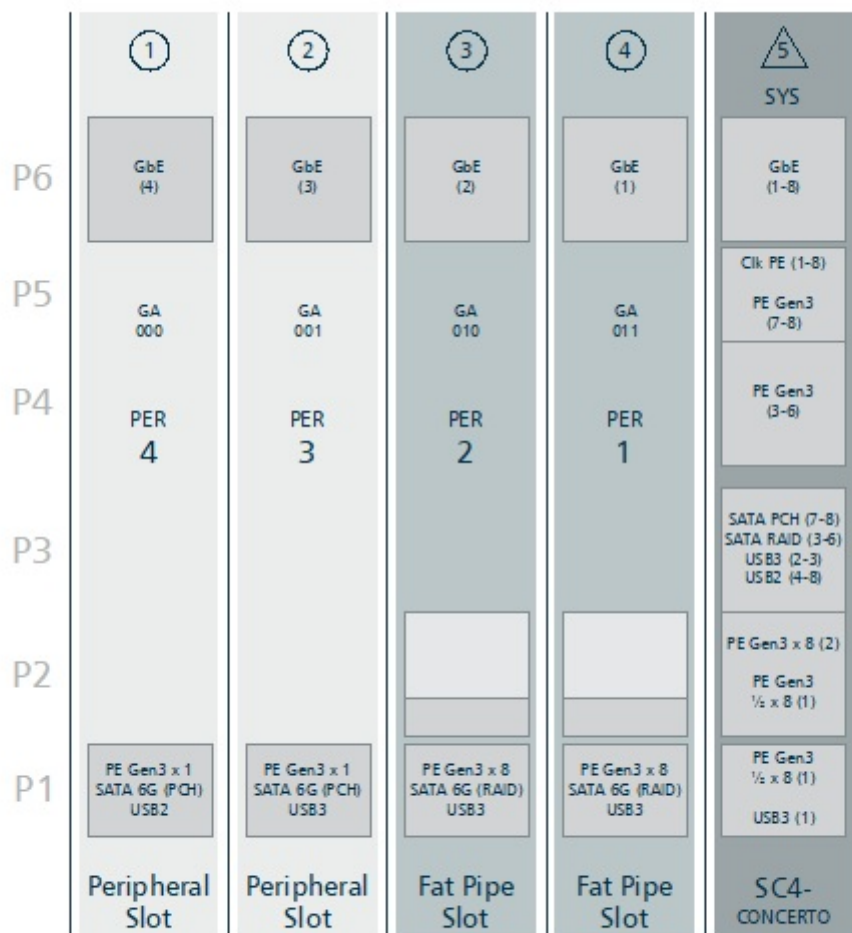 1
2
3
4
5
SYS
P6
GbE
(4)
GbE
(3)
GbE
(2)
GbE
(1)
GbE
(1-8)
P5
GA
000
GA
001
GA
010
GA
011
Clk PE (1-8)
PE Gen3
(7-8)
P4
PER
4
PER
3
PER
2
PER
1
PE Gen3
(3-6)
P3
SATA PCH (7-8)
SATA RAID (3-6)
USB3 (2-3)
USB2 (4-8)
P2
PE Gen3 x 8 (2)
PE Gen3
½ x 8 (1)
P1
PE Gen3 x 1
SATA 6G (PCH)
USB2
PE Gen3 x 1
SATA 6G (PCH)
USB3
PE Gen3 x 8
SATA 6G (RAID)
USB3
PE Gen3 x 8
SATA 6G (RAID)
USB3
PE Gen3
½ x 8 (1)
USB3 (1)
Peripheral
Slot
Peripheral
Slot
Fat Pipe
Slot
Fat Pipe
Slot
SC4-
CONCERTO